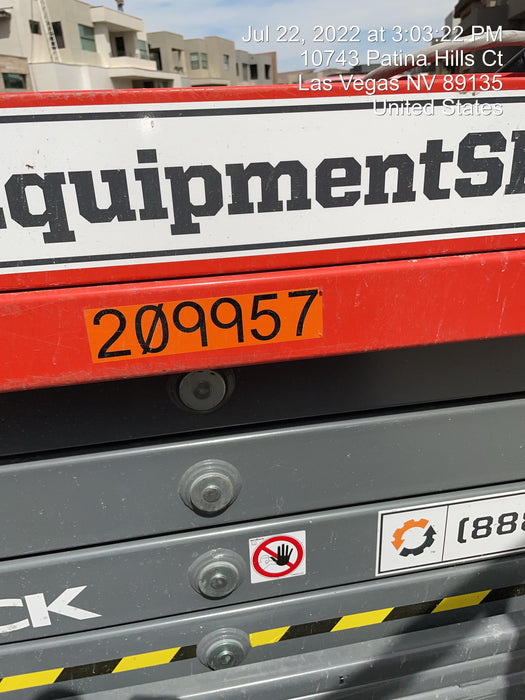 Jul 22, 2022 at 3:03:22 PM
10743 Patina Hills Ct
Las Vegas NV 89135
United States
quipmentS
209957
(888
CK